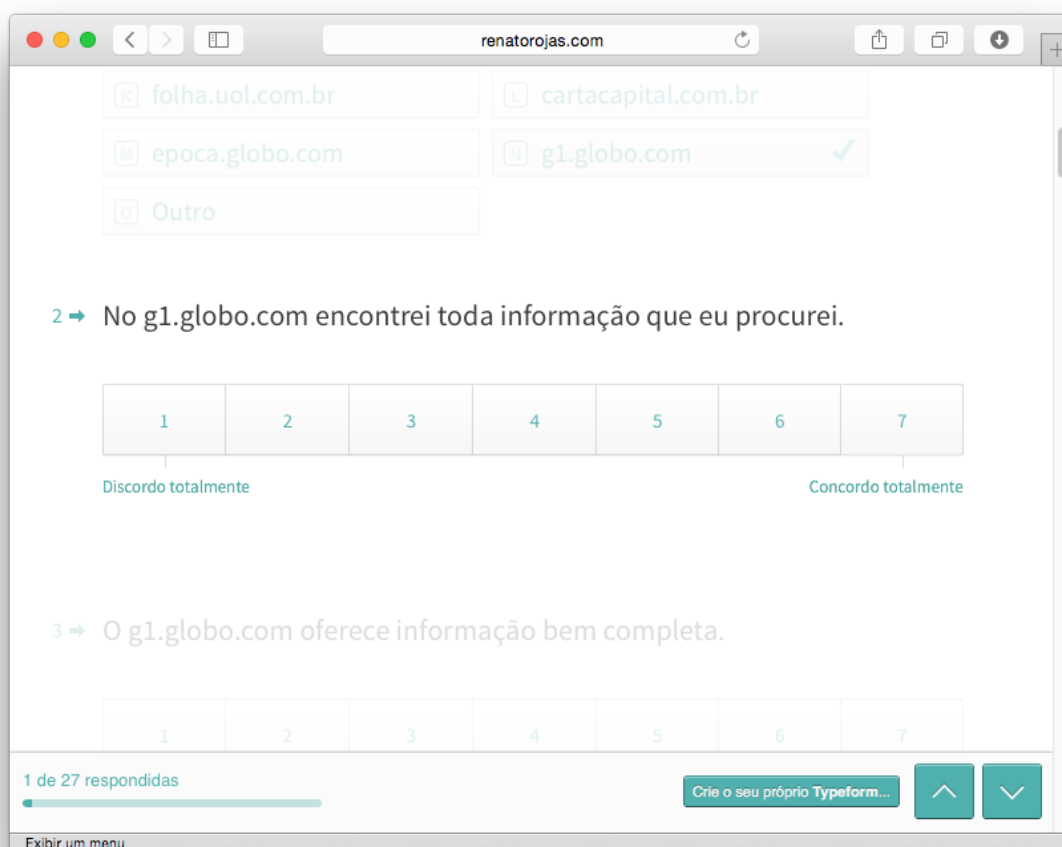 renatorojas.com
K folha.uol.com.br
L cartacapital.com.br
M epoca.globo.com
N g1.globo.com
O Outro
2 No g1.globo.com encontrei toda informação que eu procurei.
1 2 3 4 5 6 7
Discordo totalmente Concordo totalmente
3 O g1.globo.com oferece informação bem completa.
1 2 3 4 5 6 7
1 de 27 respondidas
Crie o seu próprio Typeform...
Exibir um menu